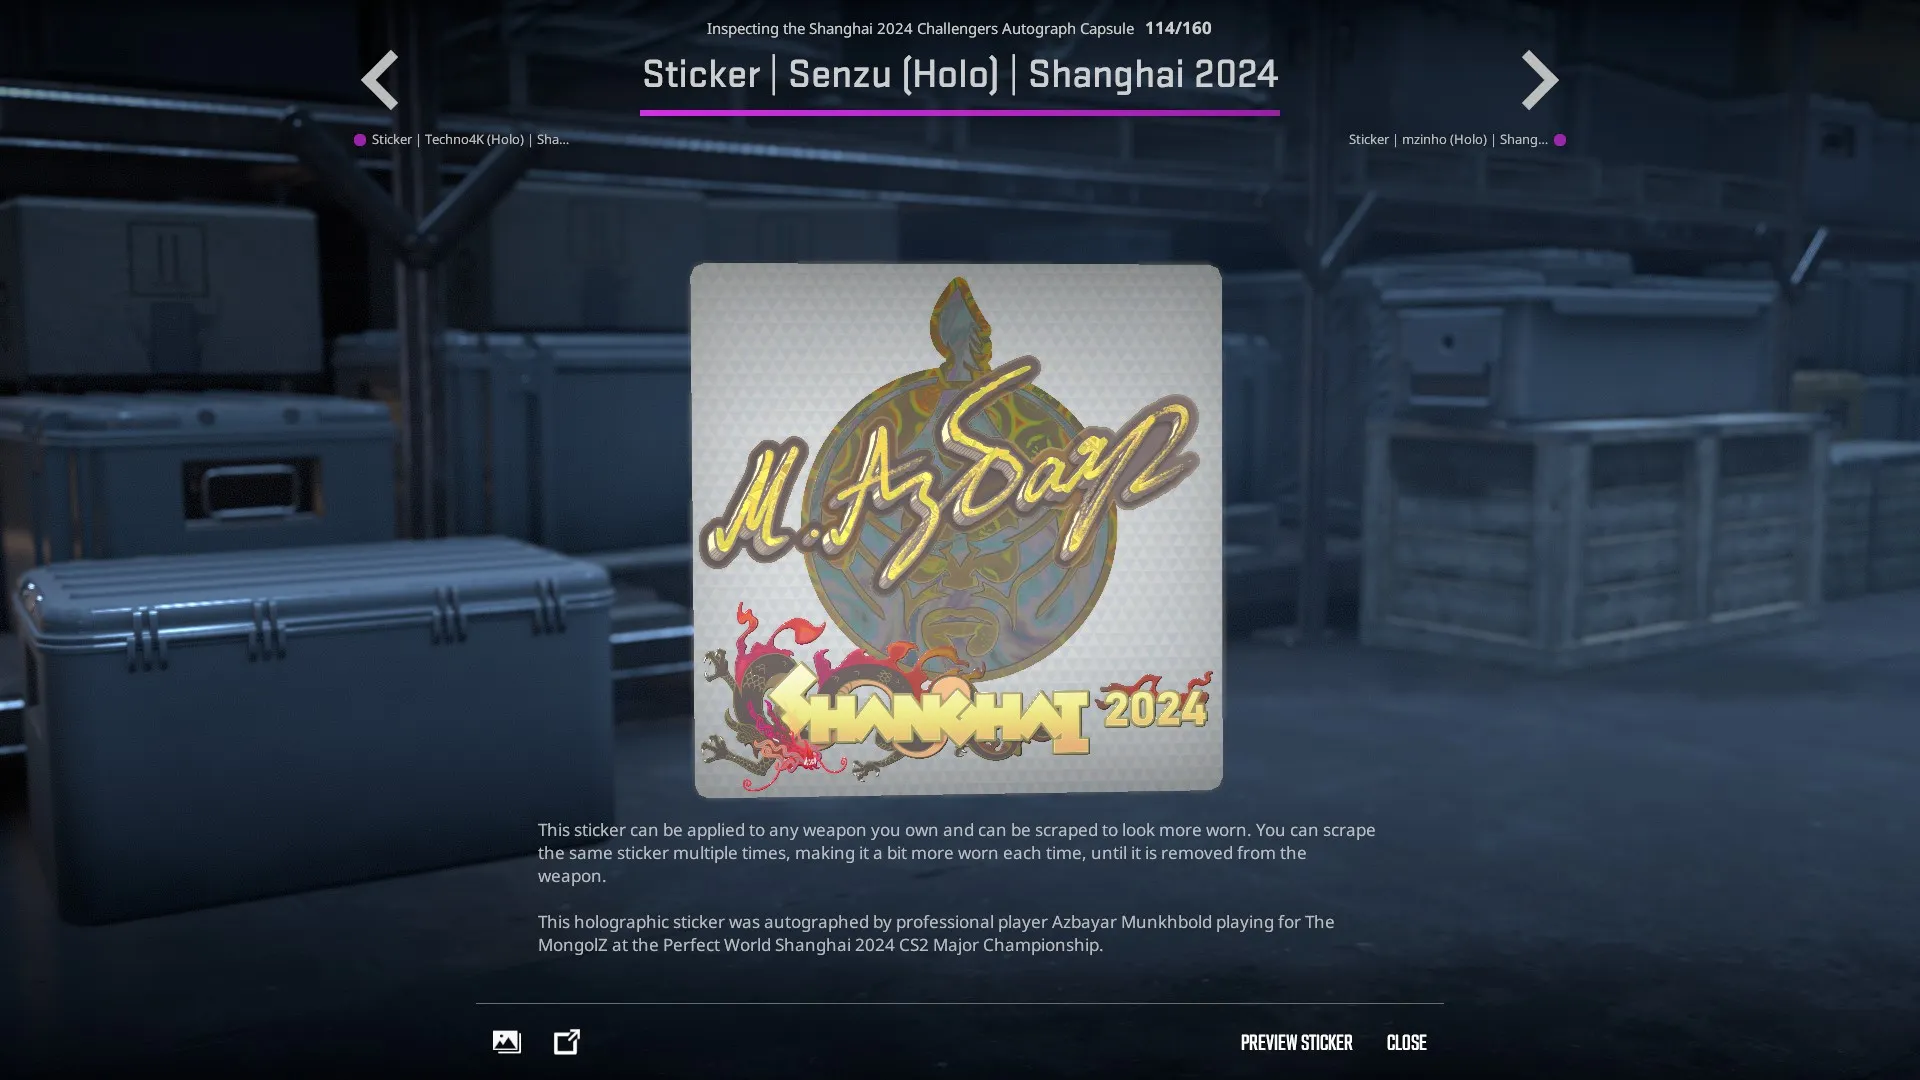 Inspecting the Shanghai 2024 Challengers Autograph Capsule 114/160
Sticker | Senzu (Holo) | Shanghai 2024
Sticker | Techno4K (Holo) | Sha...
Sticker | mzinho (Holo) | Shang...
М.Азбаяр
SHANGHAI 2024
This sticker can be applied to any weapon you own and can be scraped to look more worn. You can scrape
the same sticker multiple times, making it a bit more worn each time, until it is removed from the
weapon.
This holographic sticker was autographed by professional player Azbayar Munkhbold playing for The
MongolZ at the Perfect World Shanghai 2024 CS2 Major Championship.
PREVIEW STICKER
CLOSE